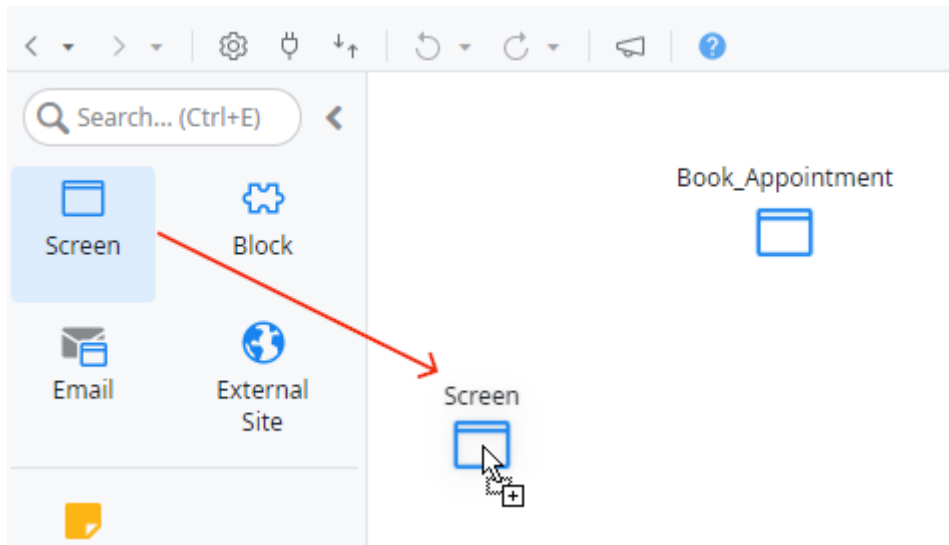 Search... (Ctrl+E)
Screen
Block
Email
External
Site
Book_Appointment
Screen